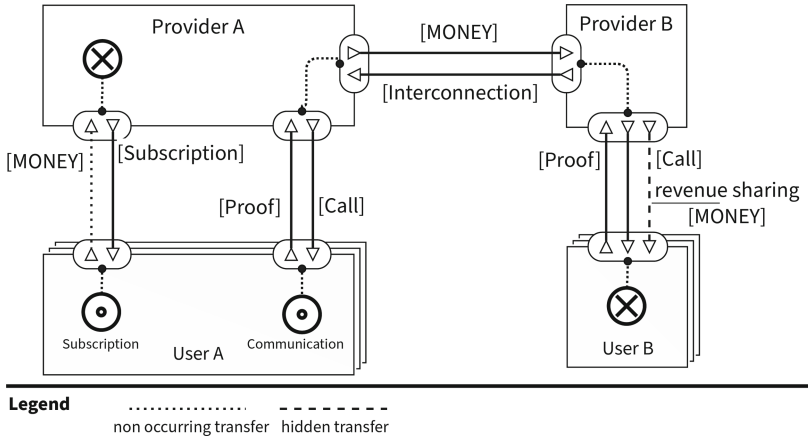 Provider A
Provider B
[MONEY]
[Interconnection]
[MONEY]
[Subscription]
[Proof]
[Call]
[Proof]
[Call]
revenue sharing
[MONEY]
Subscription
Communication
User A
User B
Legend
non occurring transfer
hidden transfer